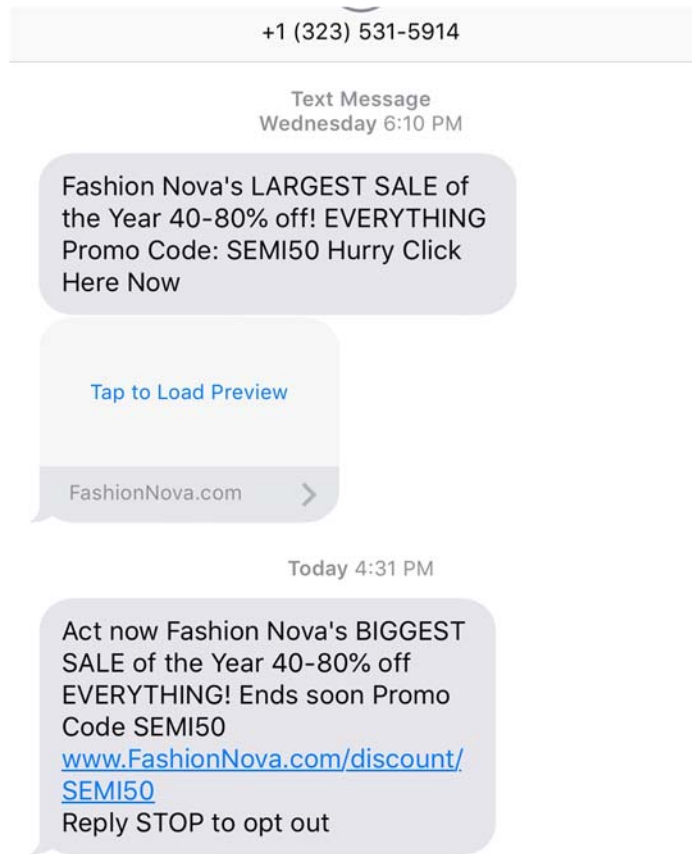 +1 (323) 531-5914
Text Message
Wednesday 6:10 PM
Fashion Nova's LARGEST SALE of
the Year 40-80% off! EVERYTHING
Promo Code: SEMI50 Hurry Click
Here Now
Tap to Load Preview
FashionNova.com
Today 4:31 PM
Act now Fashion Nova's BIGGEST
SALE of the Year 40-80% off
EVERYTHING! Ends soon Promo
Code SEMI50
www.FashionNova.com/discount/
SEMI50
Reply STOP to opt out